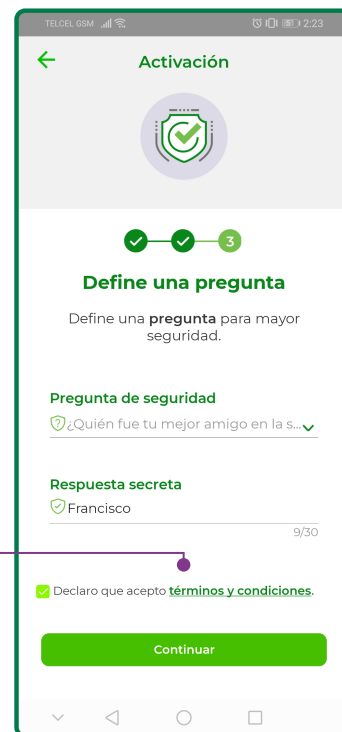 TELCEL GSM 2:23
Activación
3
Define una pregunta
Define una pregunta para mayor
seguridad.
Pregunta de seguridad
¿Quién fue tu mejor amigo en la s...
Respuesta secreta
Francisco
9/30
Declaro que acepto términos y condiciones.
Continuar